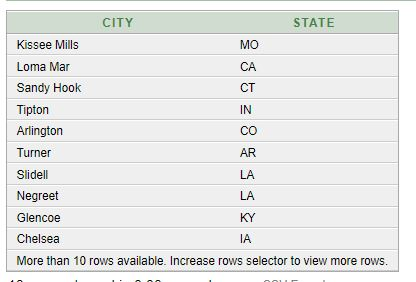 CITY STATE
Kissee Mills MO
Loma Mar CA
Sandy Hook CT
Tipton IN
Arlington CO
Turner AR
Slidell LA
Negreet LA
Glencoe KY
Chelsea IA
More than 10 rows available. Increase rows selector to view more rows.